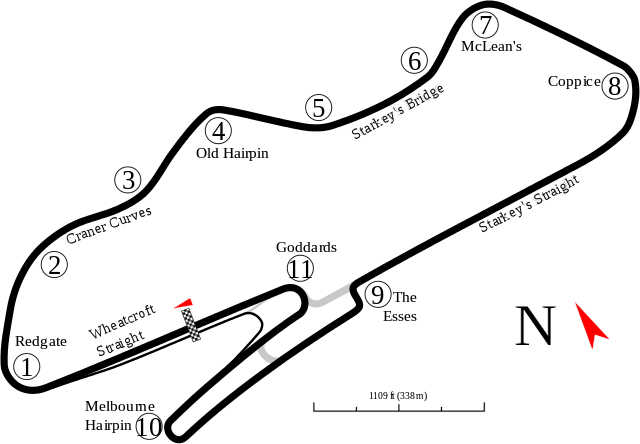 7
McLean's
6
Coppice
8
5
Starkey's Bridge
4
Old Hairpin
3
Craner Curves
Starkey's Straight
2
Goddards
11
9
The
Esses
Wheatcroft
Straight
Redgate
1
N
1109 ft (338 m)
Melbourne
Hairpin
10